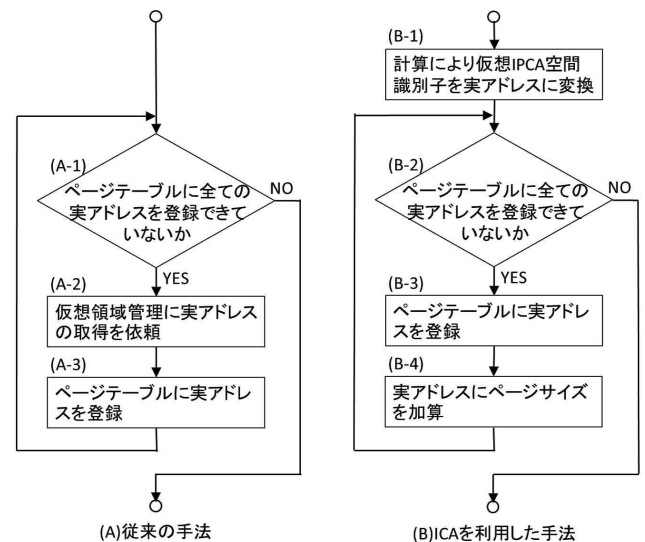 (A-1)
ページテーブルに全ての
実アドレスを登録できて
いないか
NO
YES
(A-2)
仮想領域管理に実アドレス
の取得を依頼
(A-3)
ページテーブルに実アドレ
スを登録
(A)従来の手法
(B-1)
計算により仮想IPCA空間
識別子を実アドレスに変換
(B-2)
ページテーブルに全ての
実アドレスを登録できて
いないか
NO
YES
(B-3)
ページテーブルに実アドレ
スを登録
(B-4)
実アドレスにページサイズ
を加算
(B)ICAを利用した手法